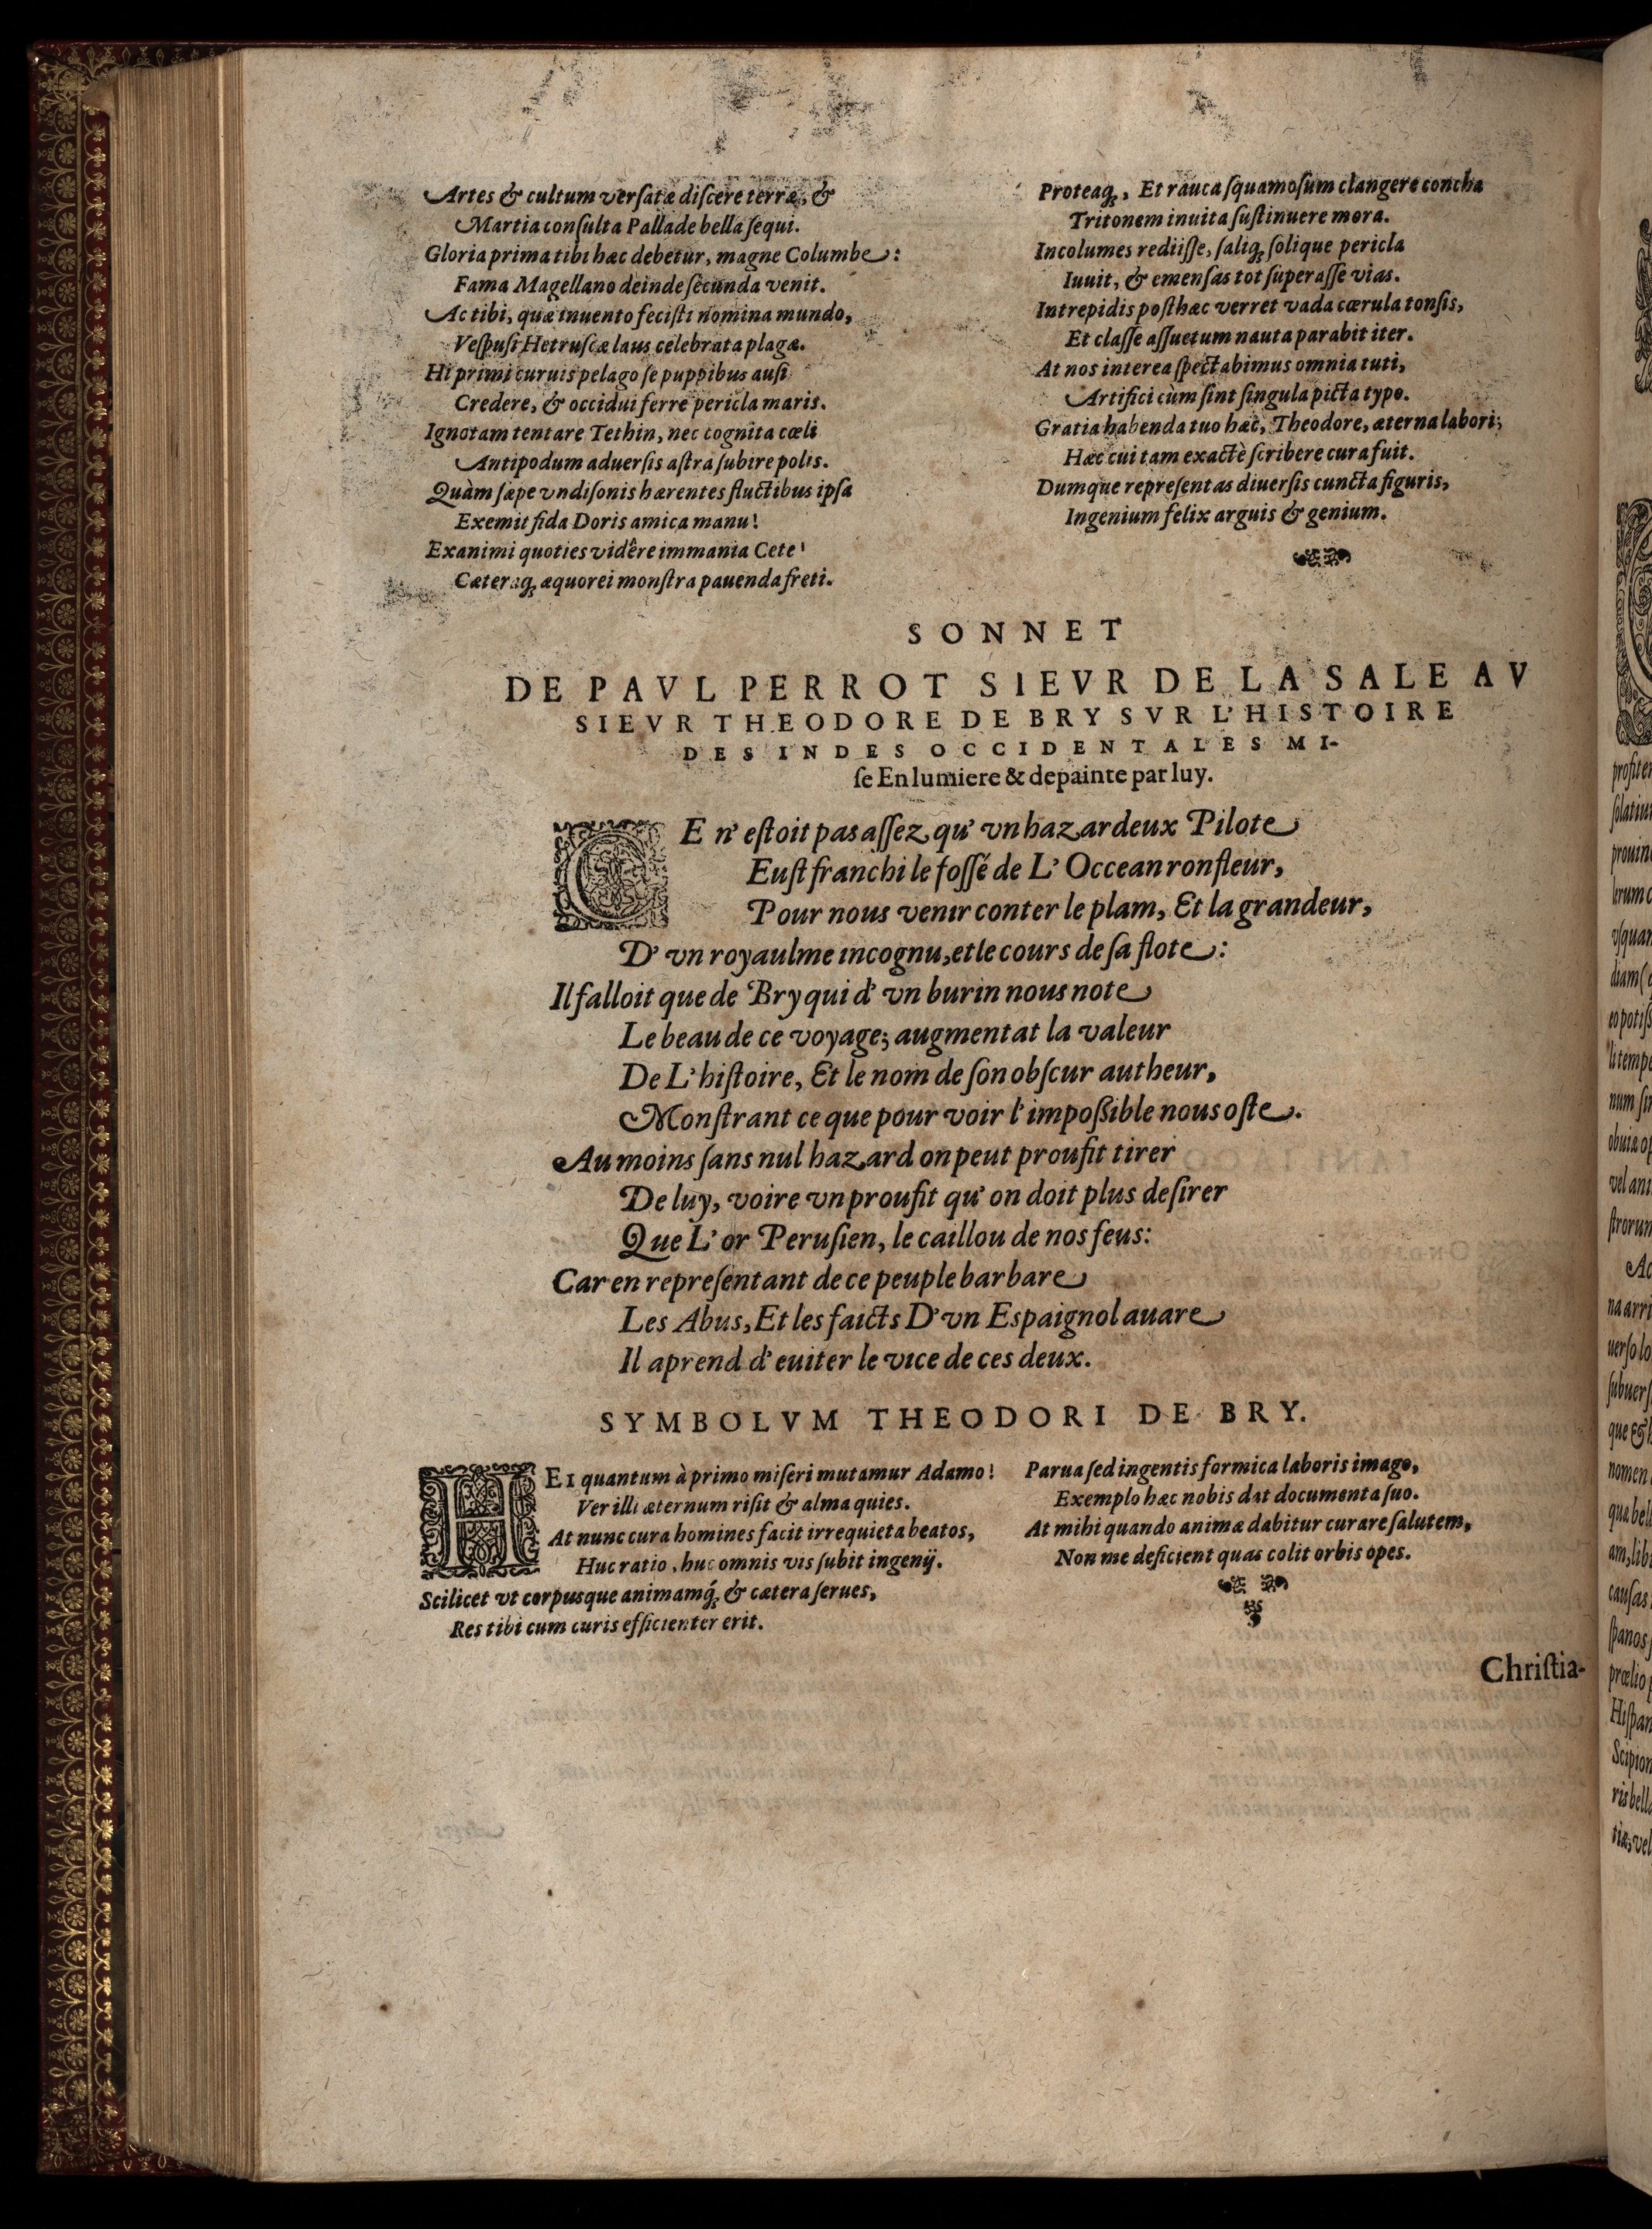 Artes & cultum verſatæ diſcere terræ, &
Martia conſulta Pallade bella ſequi.
Gloria prima tibi hæc debetur, magne Columbe:
Fama Magellano deinde ſecunda venit.
Ac tibi, quæ inuento feciſti nomina mundo,
Veſpuſi Hetruſcæ laus celebrata plagæ.
Hi primi curuis pelago ſe puppibus auſi
Credere, & occidui ferre pericla maris.
Ignotam tentare Tethin, nec cognita cœli
Antipodum aduerſis aſtra ſubire polis.
Quàm ſæpe vndiſonis hærentes fluctibus ipſa
Exemit fida Doris amica manu!
Exanimi quoties vidêre immania Cete!
Cæteraq; æquorei monſtra pauenda freti.
Proteaq;, Et rauca ſquamoſum clangere concha
Tritonem inuita ſuſtinuere mora.
Incolumes rediiſſe, ſaliq; ſolique pericla
Iuuit, & emenſas tot ſuperaſſe vias.
Intrepidis poſthæc verret vada cœrula tonſis,
Et claſſe aſſuetum nauta parabit iter.
At nos interea ſpectabimus omnia tuti,
Artifici cùm ſint ſingula picta typo.
Gratia habenda tuo hæc, Theodore, æterna labori;
Hæc cui tam exactè ſcribere cura fuit.
Dumque repreſentas diuerſis cuncta figuris,
Ingenium felix arguis & genium.
SONNET
DE PAVL PERROT SIEVR DE LA SALE AV
SIEVR THEODORE DE BRY SVR L'HISTOIRE
DES INDES OCCIDENTALES MI-
ſe En lumiere & depainte par luy.
CE n'eſtoit pas aſſez qu'vn hazardeux Pilote
Euſt franchi le foſſé de L'Occean ronfleur,
Pour nous venir conter le plam, Et la grandeur,
D'vn royaulme incognu, et le cours de ſa flote:
Il falloit que de Bry qui d'vn burin nous note
Le beau de ce voyage; augmentat la valeur
De L'hiſtoire, Et le nom de ſon obſcur autheur,
Monſtrant ce que pour voir l'impoßible nous oſte.
Au moins ſans nul hazard on peut proufit tirer
De luy, voire vn proufit qu'on doit plus deſirer
Que L'or Peruſien, le caillou de nos feus:
Car en repreſentant de ce peuple barbare
Les Abus, Et les faicts D'vn Espaignol auare
Il aprend d'euiter le vice de ces deux.
SYMBOLVM THEODORI DE BRY.
HEI quantum à primo miſeri mutamur Adamo!
Ver illi æternum riſit & alma quies.
At nunc cura homines facit irrequieta beatos,
Huc ratio, huc omnis vis ſubit ingenij.
Scilicet vt corpusque animamq́; & cætera ſerues,
Res tibi cum curis efficienter erit.
Parua ſed ingentis formica laboris imago,
Exemplo hæc nobis dat documenta ſuo.
At mihi quando animæ dabitur curare ſalutem,
Non me deficient quas colit orbis opes.
Chriſtia-